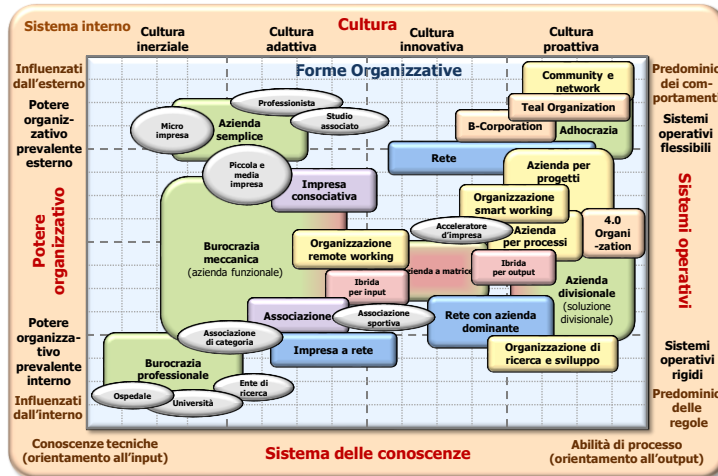 Sistema interno
Cultura
Cultura
inerziale
Cultura
adattiva
Cultura
innovativa
Cultura
proattiva
Influenzati
dall'esterno
Forme Organizzative
Predominio
dei com-
portamenti
Community e
network
Professionista
Teal Organization
Potere
organiz-
zativo
prevalente
esterno
Micro
impresa
Azienda
semplice
Studio
associato
B-Corporation
Adhocrazia
Sistemi
operativi
flessibili
Rete
Piccola e
media
impresa
Azienda per
progetti
Impresa
consociativa
Organizzazione
smart working
Potere
organizzativo
Sistemi operativi
Burocrazia
meccanica
(azienda funzionale)
Organizzazione
remote working
Acceleratore
d'impresa
Azienda
per processi
4.0
Organi
-zation
Ibrida
per input
Azienda a matrice
Ibrida
per output
Azienda
divisionale
(soluzione
divisionale)
Associazione
Associazione
sportiva
Rete con azienda
dominante
Potere
organizza-
tivo
prevalente
interno
Associazione
di categoria
Impresa a rete
Organizzazione di
ricerca e sviluppo
Sistemi
operativi
rigidi
Burocrazia
professionale
Ente di
ricerca
Ospedale
Università
Influenzati
dall'interno
Predominio
delle
regole
Conoscenze tecniche
(orientamento all'input)
Sistema delle conoscenze
Abilità di processo
(orientamento all'output)